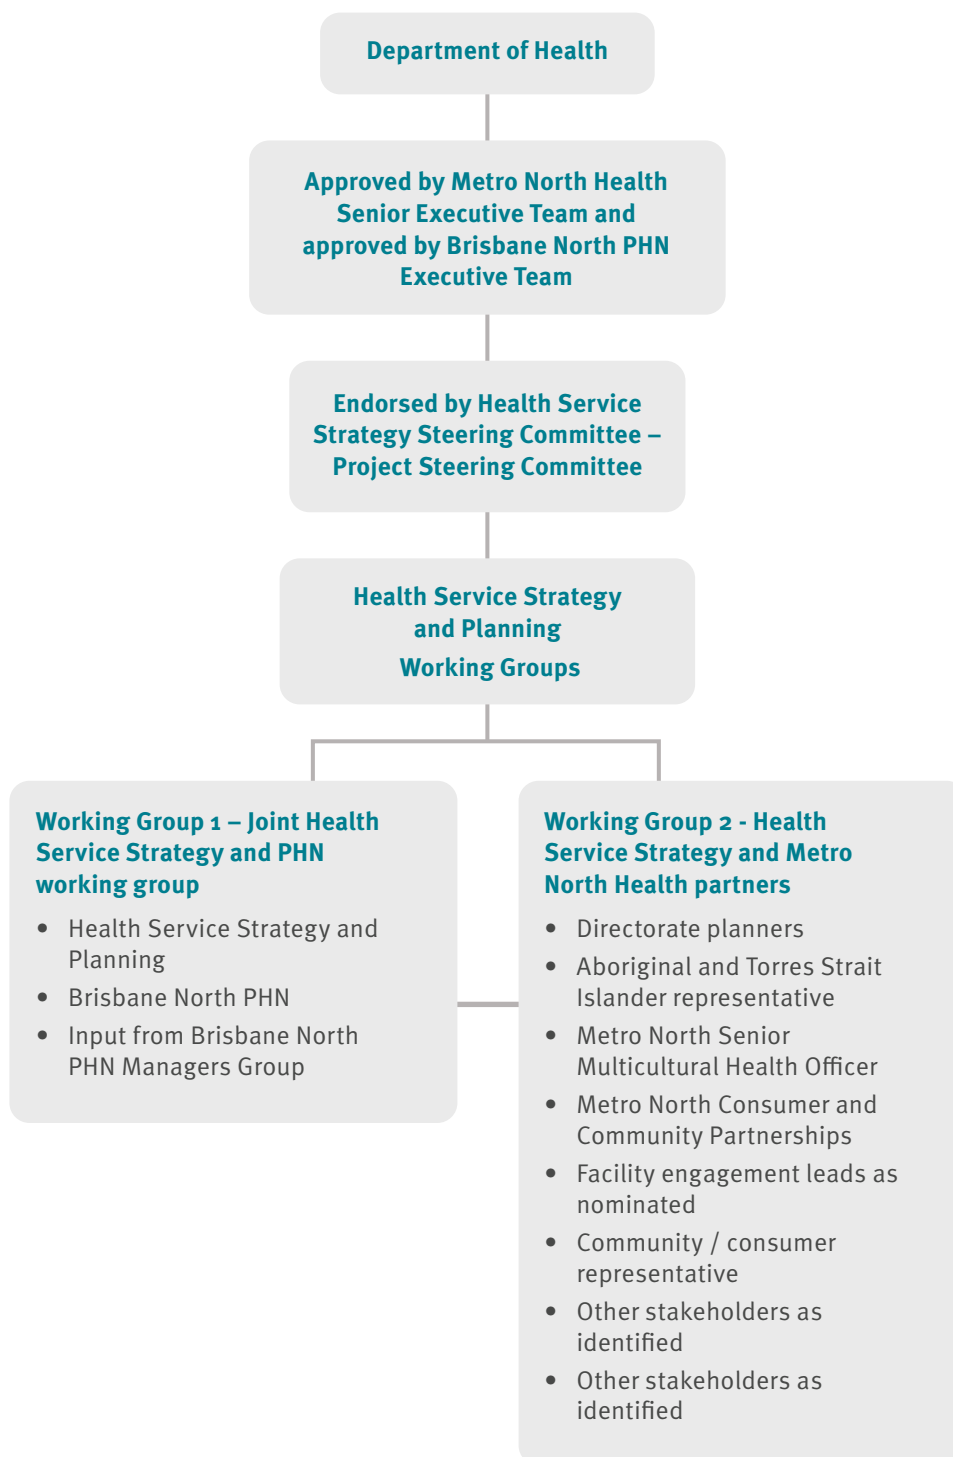 Department of Health
Approved by Metro North Health
Senior Executive Team and
approved by Brisbane North PHN
Executive Team
Endorsed by Health Service
Strategy Steering Committee –
Project Steering Committee
Health Service Strategy
and Planning
Working Groups
Working Group 1 – Joint Health
Service Strategy and PHN
working group
• Health Service Strategy and
Planning
• Brisbane North PHN
• Input from Brisbane North
PHN Managers Group
Working Group 2 - Health
Service Strategy and Metro
North Health partners
• Directorate planners
• Aboriginal and Torres Strait
Islander representative
• Metro North Senior
Multicultural Health Officer
• Metro North Consumer and
Community Partnerships
• Facility engagement leads as
nominated
• Community / consumer
representative
• Other stakeholders as
identified
• Other stakeholders as
identified